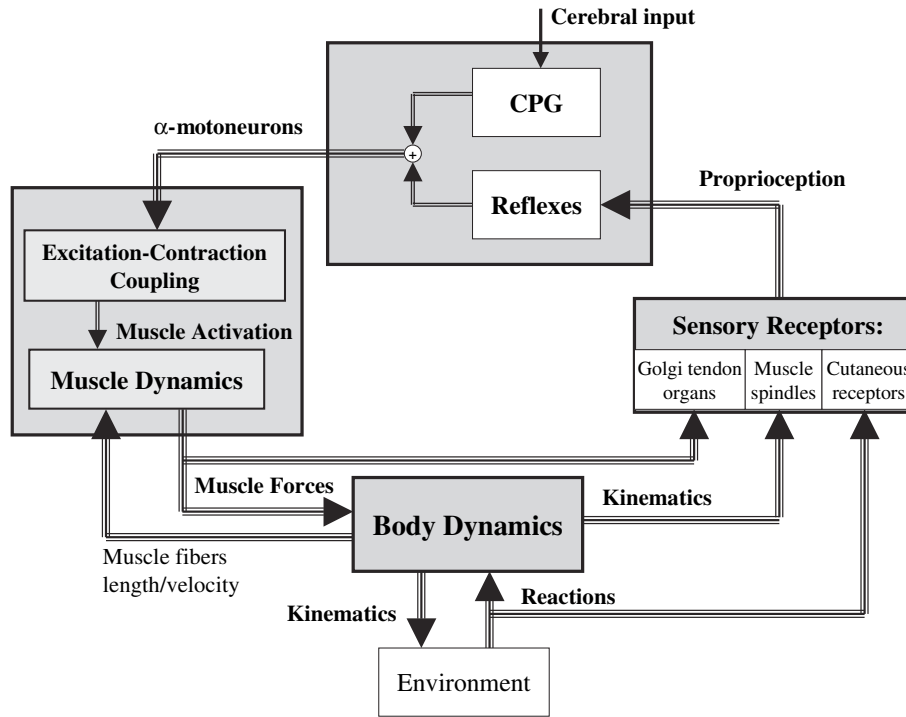 Cerebral input
CPG
α-motoneurons
+
Reflexes
Proprioception
Excitation-Contraction
Coupling
Muscle Activation
Muscle Dynamics
Sensory Receptors:
Golgi tendon
organs
Muscle
spindles
Cutaneous
receptors
Muscle Forces
Body Dynamics
Kinematics
Muscle fibers
length/velocity
Kinematics
Reactions
Environment